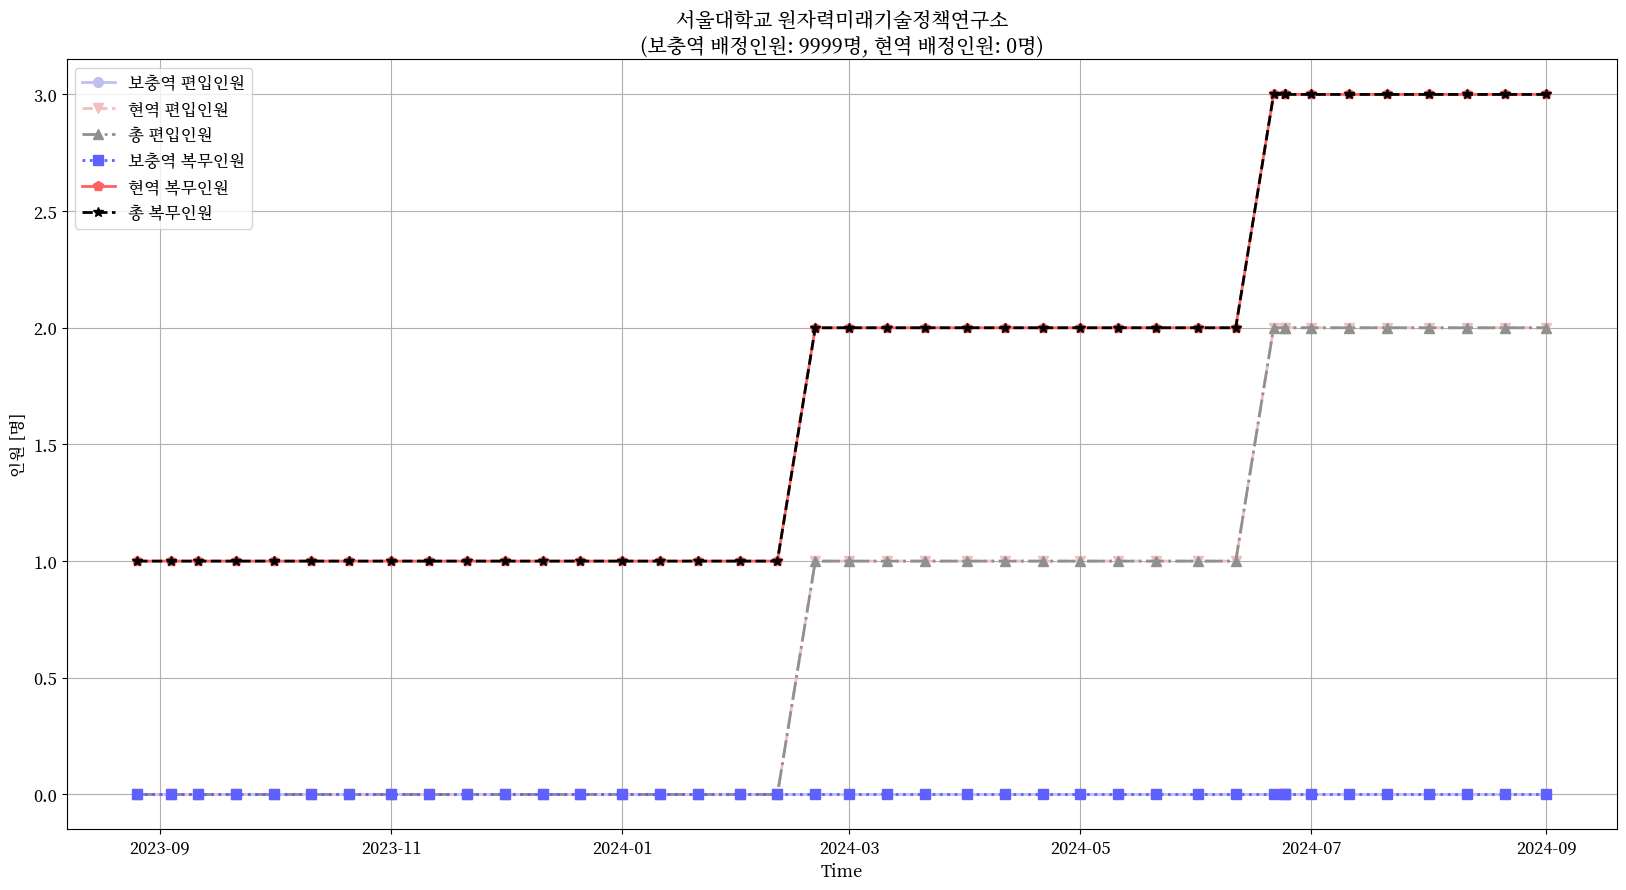 서울대학교 원자력미래기술정책연구소
(보충역 배정인원: 9999명, 현역 배정인원: 0명)
보충역 편입인원
현역 편입인원
총 편입인원
보충역 복무인원
현역 복무인원
총 복무인원
인원 [명]
3.0
2.5
2.0
1.5
1.0
0.5
0.0
2023-09
2023-11
2024-01
2024-03
2024-05
2024-07
2024-09
Time